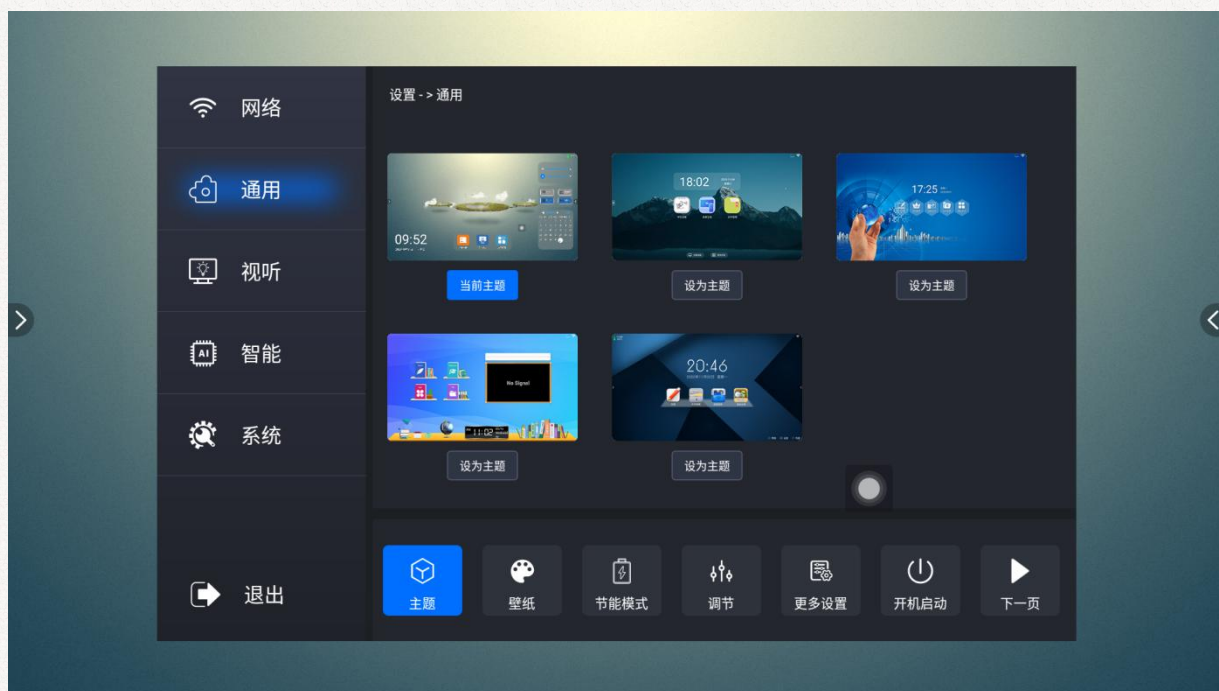 网络
通用
视听
智能
系统
退出
设置 - > 通用
09:52
当前主题
18:02
设为主题
17:25
设为主题
No Signal
11:02
设为主题
20:46
设为主题
主题
壁纸
节能模式
调节
更多设置
开机启动
下一页
AI